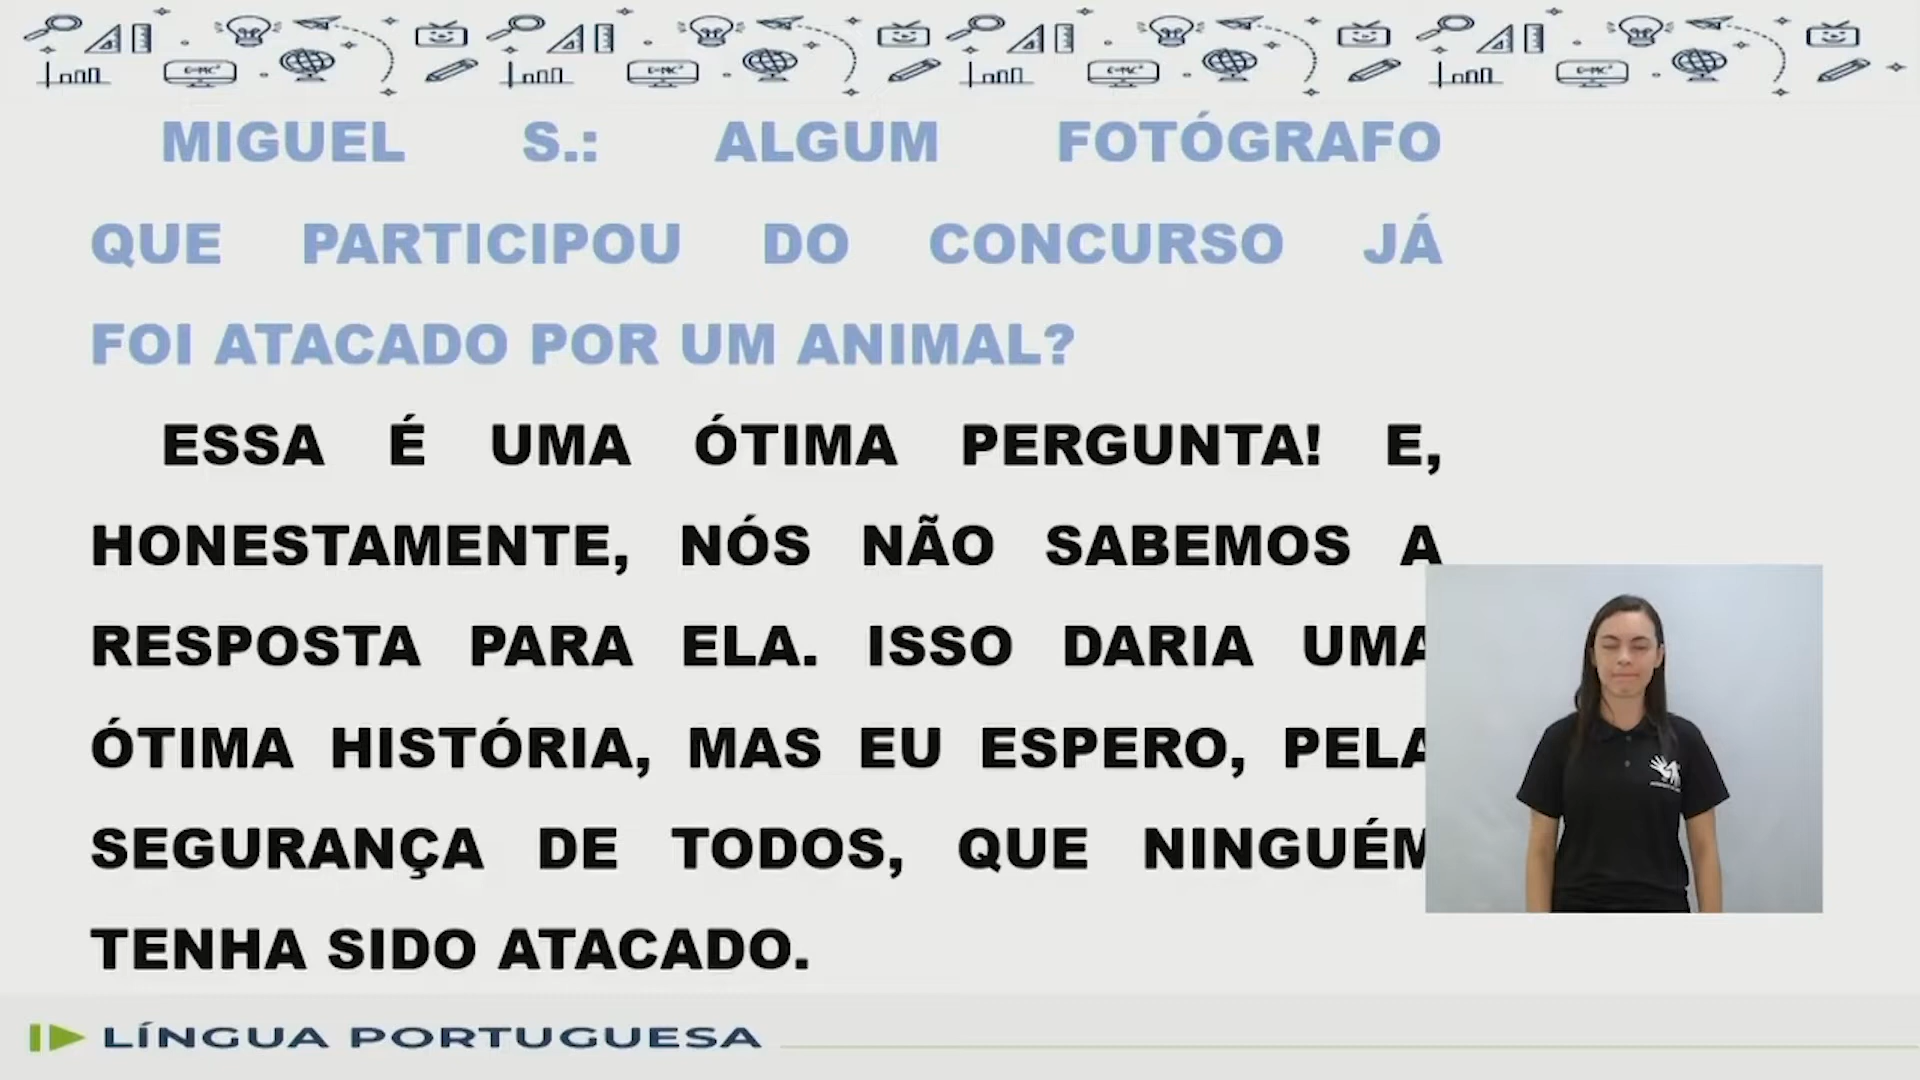 MIGUEL S.: ALGUM FOTÓGRAFO
QUE PARTICIPOU DO CONCURSO JÁ
FOI ATACADO POR UM ANIMAL?
ESSA É UMA ÓTIMA PERGUNTA! E,
HONESTAMENTE, NÓS NÃO SABEMOS A
RESPOSTA PARA ELA. ISSO DARIA UMA
ÓTIMA HISTÓRIA, MAS EU ESPERO, PELA
SEGURANÇA DE TODOS, QUE NINGUÉM
TENHA SIDO ATACADO.
LÍNGUA PORTUGUESA